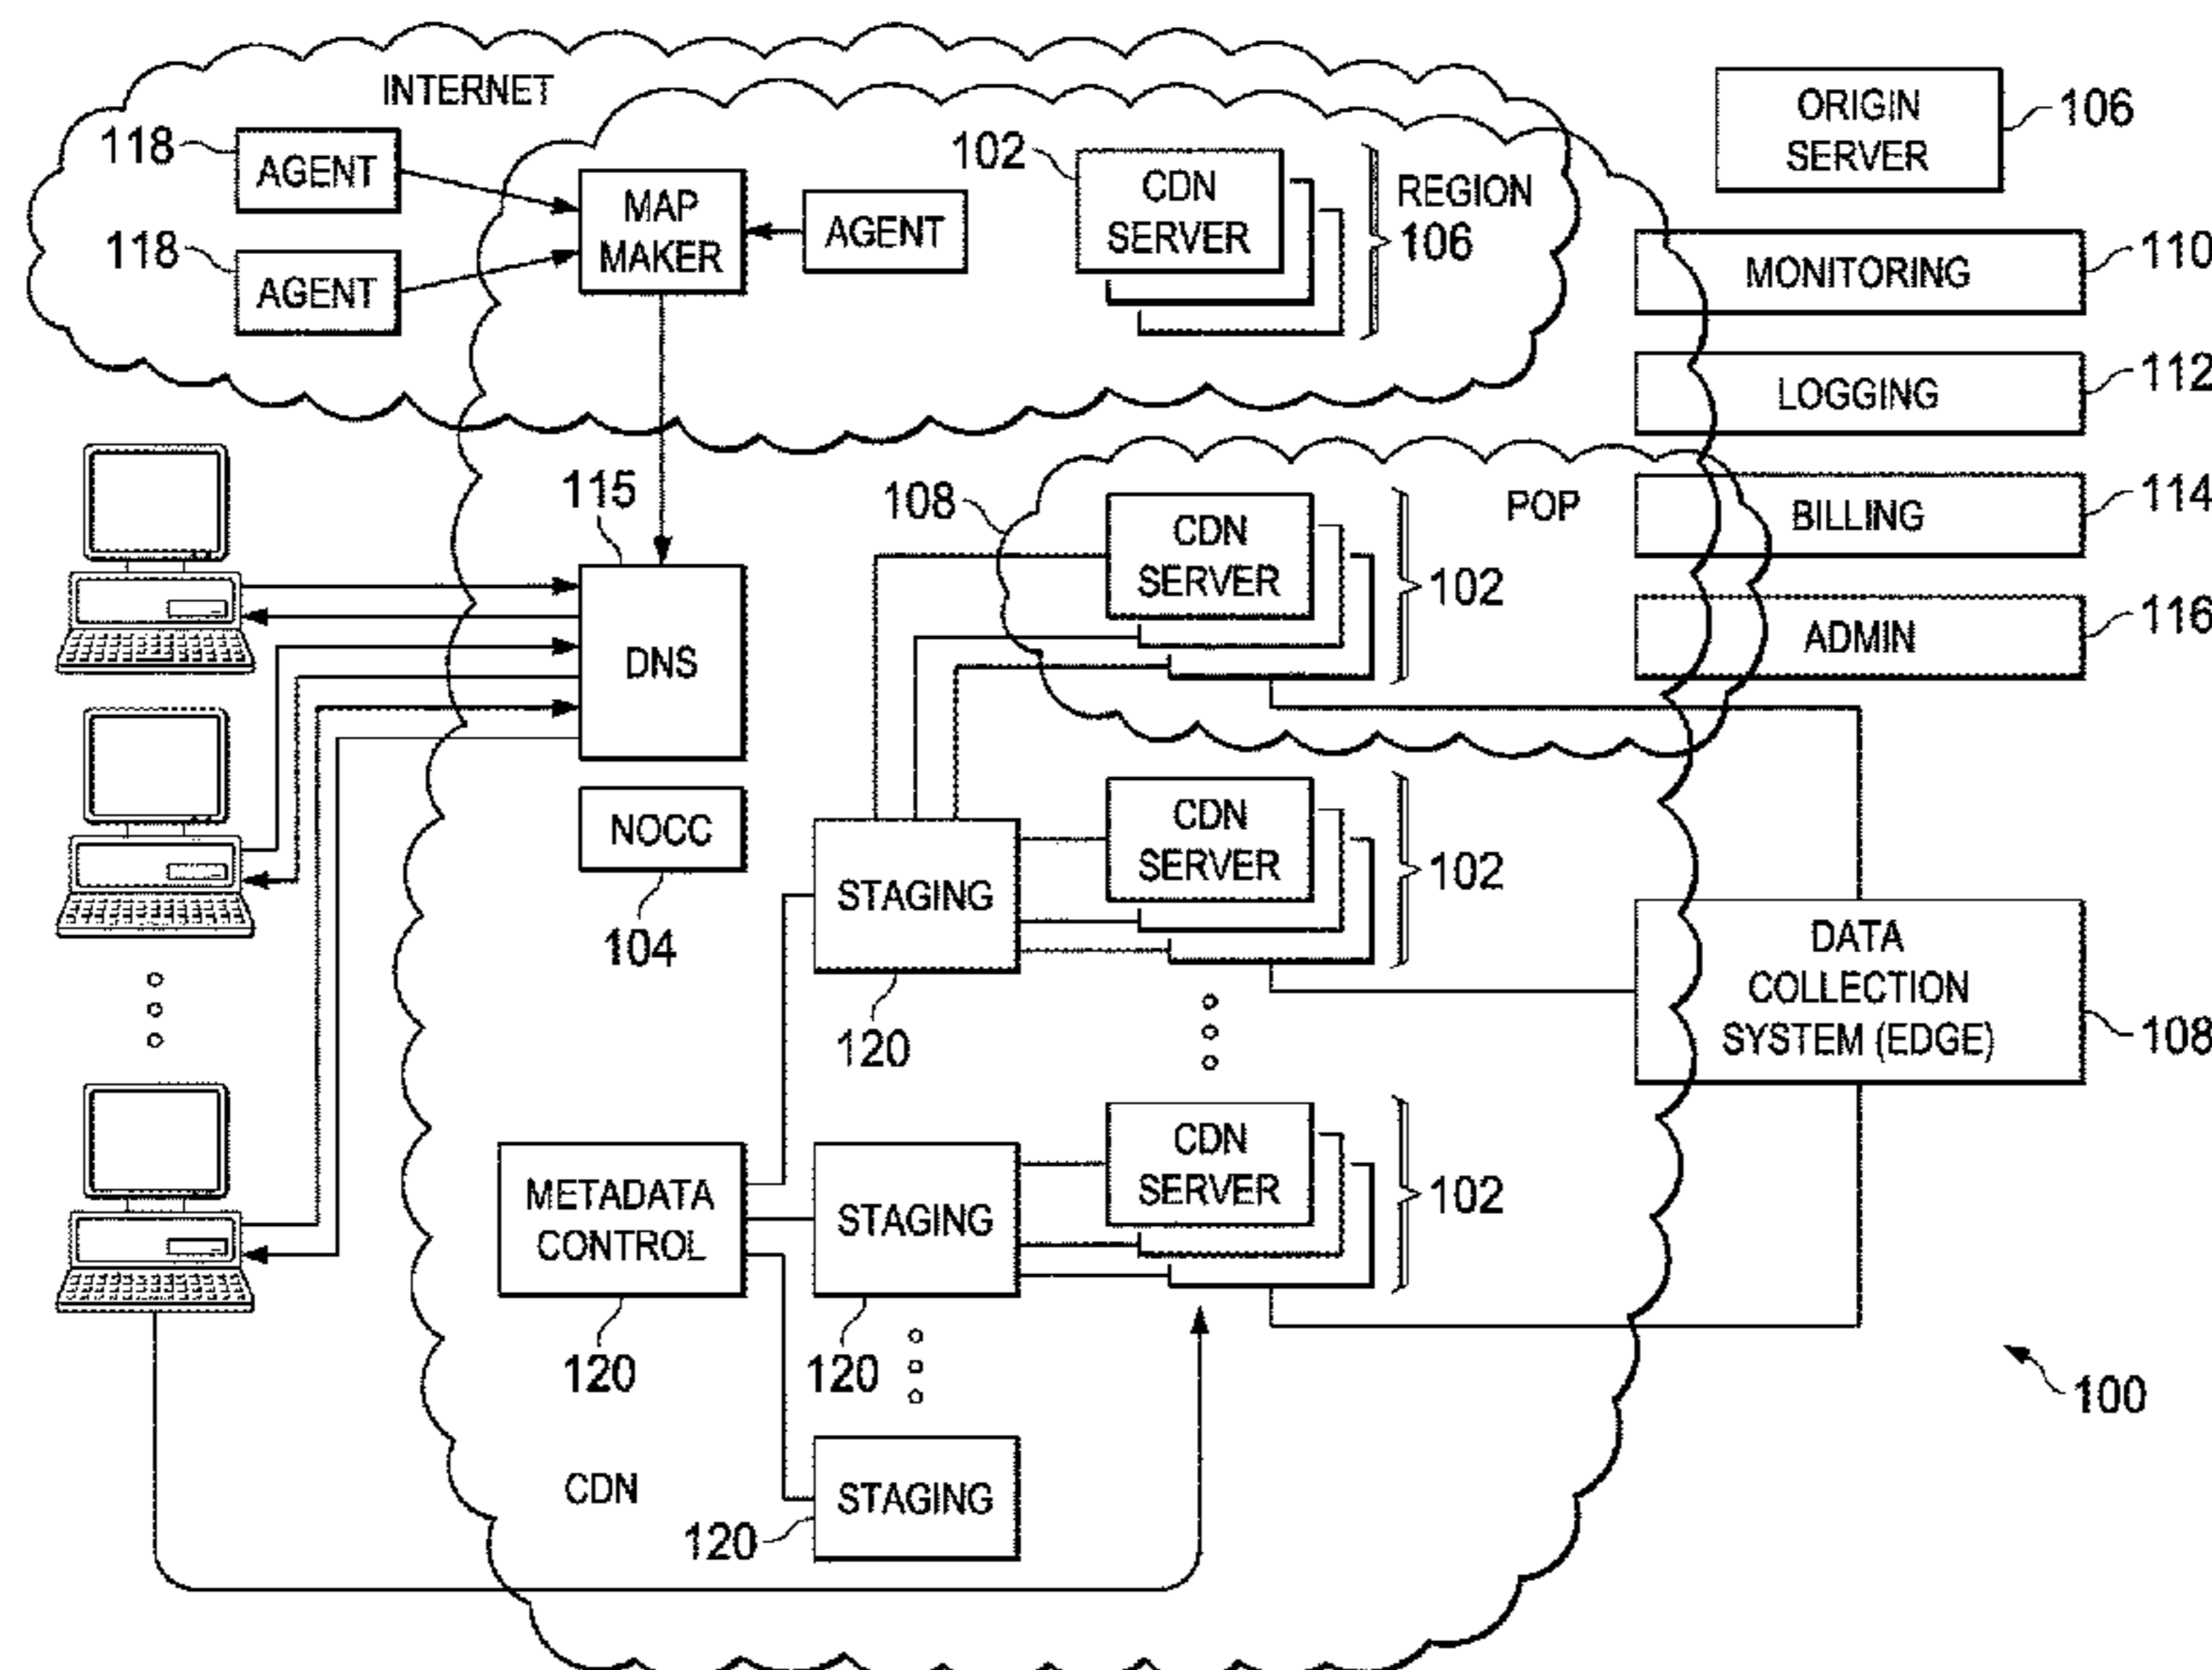 INTERNET
ORIGIN
SERVER
106
118
AGENT
MAP
MAKER
AGENT
102
CDN
SERVER
REGION
106
118
AGENT
MONITORING
110
LOGGING
112
115
DNS
108
CDN
SERVER
POP
102
BILLING
114
ADMIN
116
NOCC
104
STAGING
120
CDN
SERVER
102
DATA
COLLECTION
SYSTEM (EDGE)
108
METADATA
CONTROL
120
STAGING
120
CDN
SERVER
102
100
CDN
STAGING
120